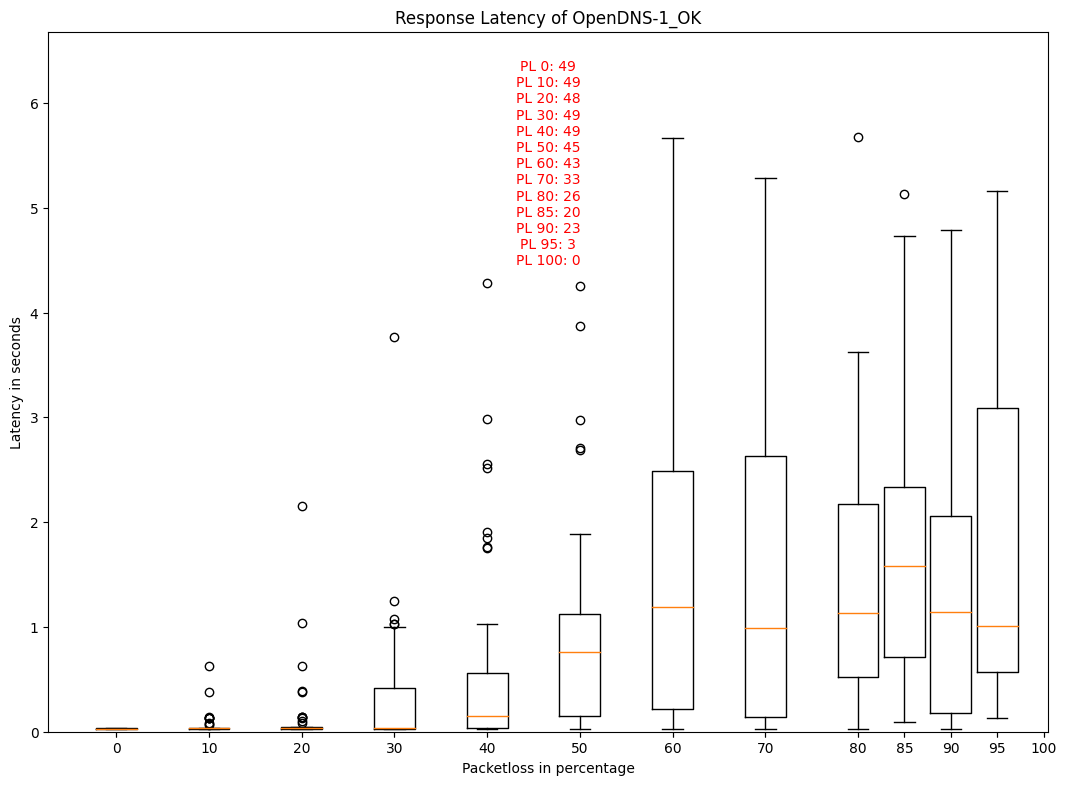 Response Latency of OpenDNS-1_OK
PL 0: 49
PL 10: 49
PL 20: 48
PL 30: 49
PL 40: 49
PL 50: 45
PL 60: 43
PL 70: 33
PL 80: 26
PL 85: 20
PL 90: 23
PL 95: 3
PL 100: 0
Latency in seconds
6
5
4
3
2
1
0
0 10 20 30 40 50 60 70 80 85 90 95 100
Packetloss in percentage